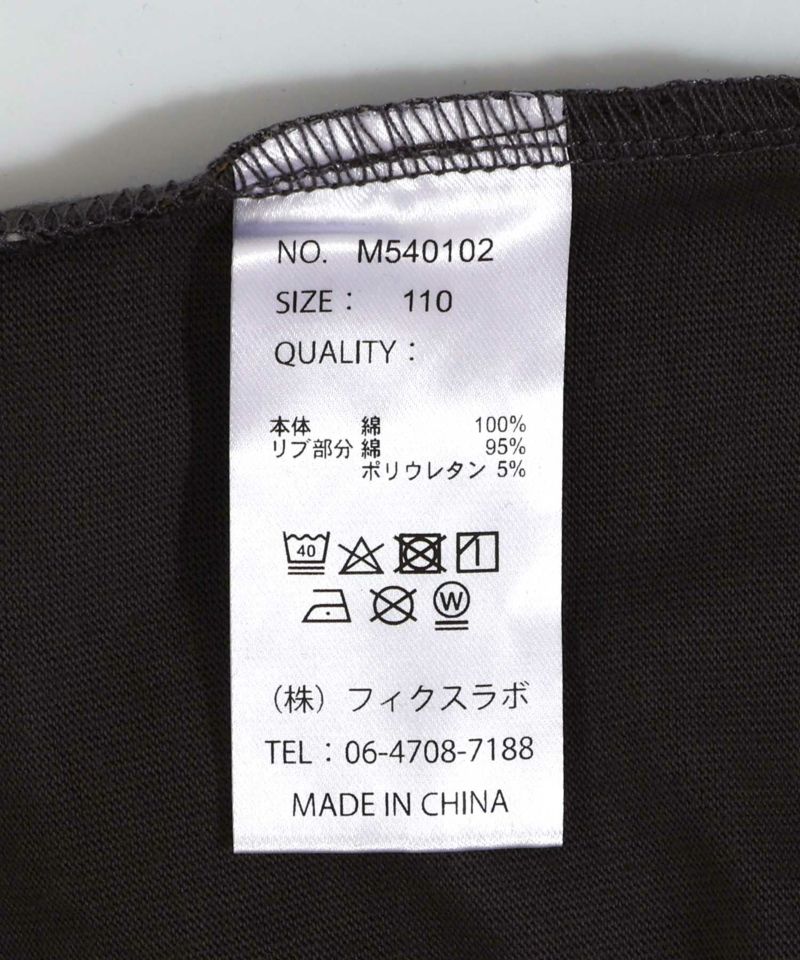 NO. M540102
SIZE : 110
QUALITY :
本体 綿 100%
リブ部分 綿 95%
ポリウレタン 5%
40
W
(株) フィクスラボ
TEL : 06-4708-7188
MADE IN CHINA